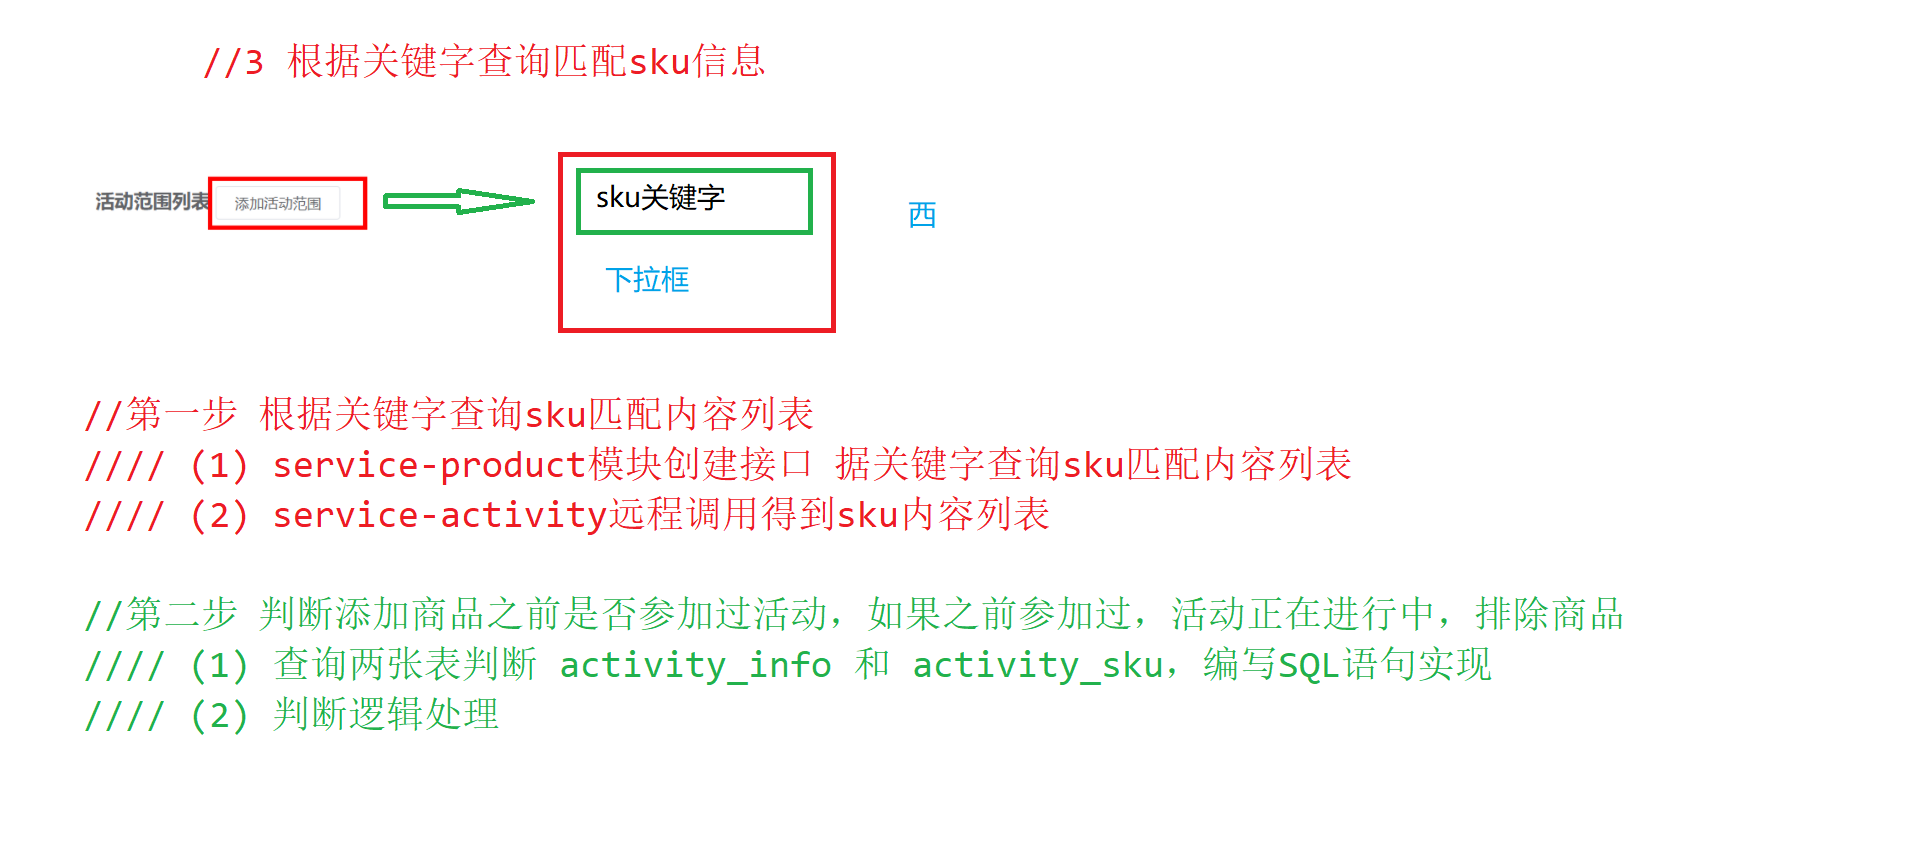 //3 根据关键字查询匹配sku信息
活动范围列表
添加活动范围
sku关键字
西
下拉框
//第一步 根据关键字查询sku匹配内容列表
//// (1) service-product模块创建接口 据关键字查询sku匹配内容列表
//// (2) service-activity远程调用得到sku内容列表
//第二步 判断添加商品之前是否参加过活动，如果之前参加过，活动正在进行中，排除商品
//// (1) 查询两张表判断 activity_info 和 activity_sku，编写SQL语句实现
//// (2) 判断逻辑处理